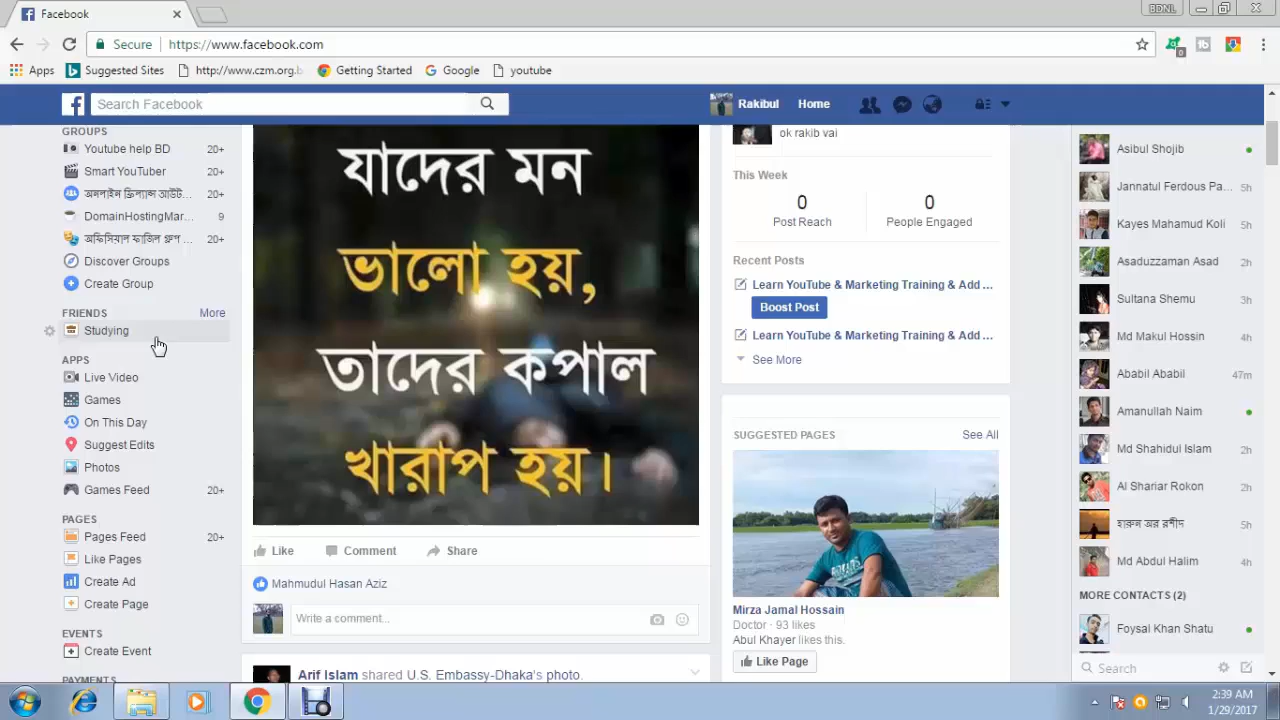 Facebook
BDNL
Secure
https://www.facebook.com
Apps
Suggested Sites
http://www.czm.org.b
Getting Started
Google
youtube
Search Facebook
Rakibul
Home
GROUPS
Youtube help BD 20+
Smart YouTuber 20+
অনলাইন ফ্রিল্যান্স আউট... 20+
DomainHostingMar... 9
অফিসিয়াল ফাজিল গ্রুপ ... 20+
Discover Groups
Create Group
FRIENDS More
Studying
APPS
Live Video
Games
On This Day
Suggest Edits
Photos
Games Feed 20+
PAGES
Pages Feed 20+
Like Pages
Create Ad
Create Page
EVENTS
Create Event
PAYMENTS
যাদের মন
ভালো হয়,
তাদের কপাল
খারাপ হয়।
Like Comment Share
Mahmudul Hasan Aziz
Write a comment...
Arif Islam shared U.S. Embassy-Dhaka's photo.
ok rakib vai
This Week
0 0
Post Reach People Engaged
Recent Posts
Learn YouTube & Marketing Training & Add ...
Boost Post
Learn YouTube & Marketing Training & Add ...
See More
SUGGESTED PAGES See All
Mirza Jamal Hossain
Doctor · 93 likes
Abul Khayer likes this.
Like Page
Asibul Shojib
Jannatul Ferdous Pa... 5h
Kayes Mahamud Koli 5h
Asaduzzaman Asad 2h
Sultana Shemu 3h
Md Makul Hossin 4h
Ababil Ababil 47m
Amanullah Naim
Md Shahidul Islam 2h
Al Shariar Rokon 2h
হারুন অর রশীদ 5h
Md Abdul Halim 4h
MORE CONTACTS (2)
Foysal Khan Shatu
Search
2:39 AM
1/29/2017